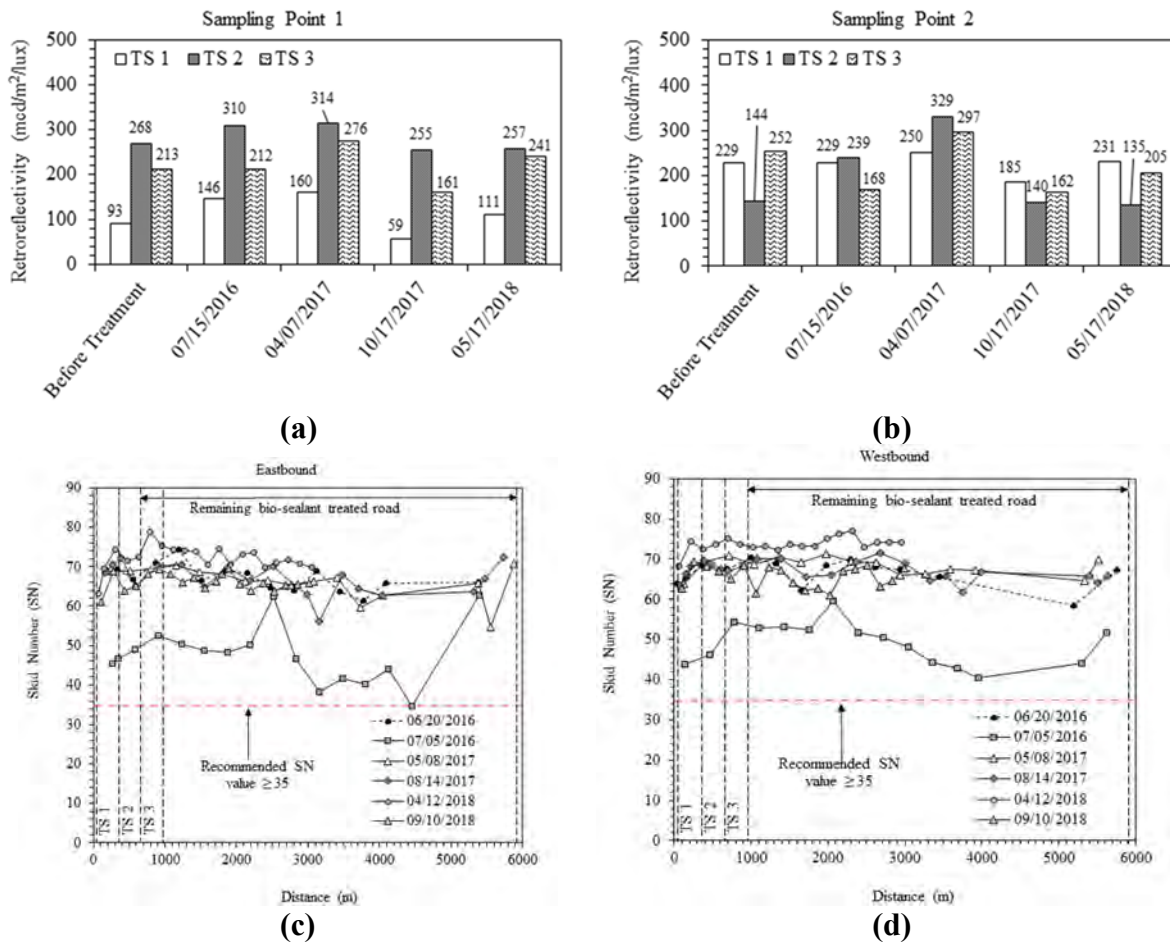 Sampling Point 1
Retroreflectivity (mcd/m²/lux)
500
400
300
200
100
0
TS 1
TS 2
TS 3
93
268
213
146
310
212
160
314
276
59
255
161
111
257
241
Before Treatment
07/15/2016
04/07/2017
10/17/2017
05/17/2018
(a)
Sampling Point 2
Retroreflectivity (mcd/m²/lux)
500
400
300
200
100
0
TS 1
TS 2
TS 3
229
144
252
229
239
168
250
329
297
185
140
162
231
135
205
Before Treatment
07/15/2016
04/07/2017
10/17/2017
05/17/2018
(b)
Eastbound
Skid Number (SN)
90
80
70
60
50
40
30
20
10
0
Remaining bio-sealant treated road
Recommended SN
value ≥35
06/20/2016
07/05/2016
05/08/2017
08/14/2017
04/12/2018
09/10/2018
TS 1
TS 2
TS 3
0
1000
2000
3000
4000
5000
6000
Distance (m)
(c)
Westbound
Skid Number (SN)
90
80
70
60
50
40
30
20
10
0
Remaining bio-sealant treated road
Recommended SN
value ≥35
06/20/2016
07/05/2016
05/08/2017
08/14/2017
04/12/2018
09/10/2018
TS 1
TS 2
TS 3
0
1000
2000
3000
4000
5000
6000
Distance (m)
(d)